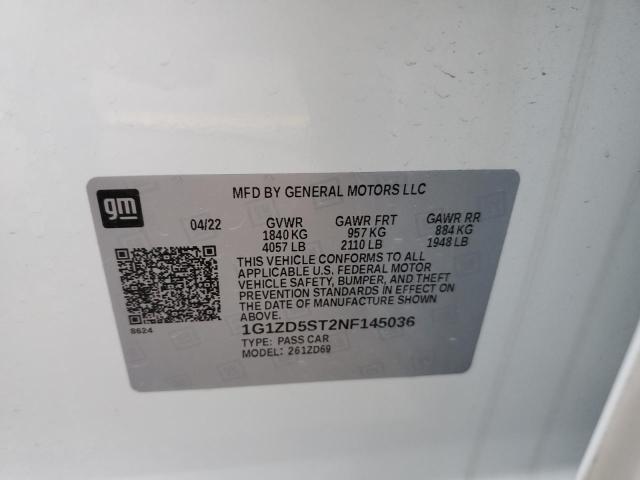 gm
MFD BY GENERAL MOTORS LLC
04/22 GVWR GAWR FRT GAWR RR
1840 KG 957 KG 884 KG
4057 LB 2110 LB 1948 LB
THIS VEHICLE CONFORMS TO ALL
APPLICABLE U.S. FEDERAL MOTOR
VEHICLE SAFETY, BUMPER, AND THEFT
PREVENTION STANDARDS IN EFFECT
ON THE DATE OF MANUFACTURE SHOWN
ABOVE.
8624
1G1ZD5ST2NF145036
TYPE: PASS CAR
MODEL: 261ZD69